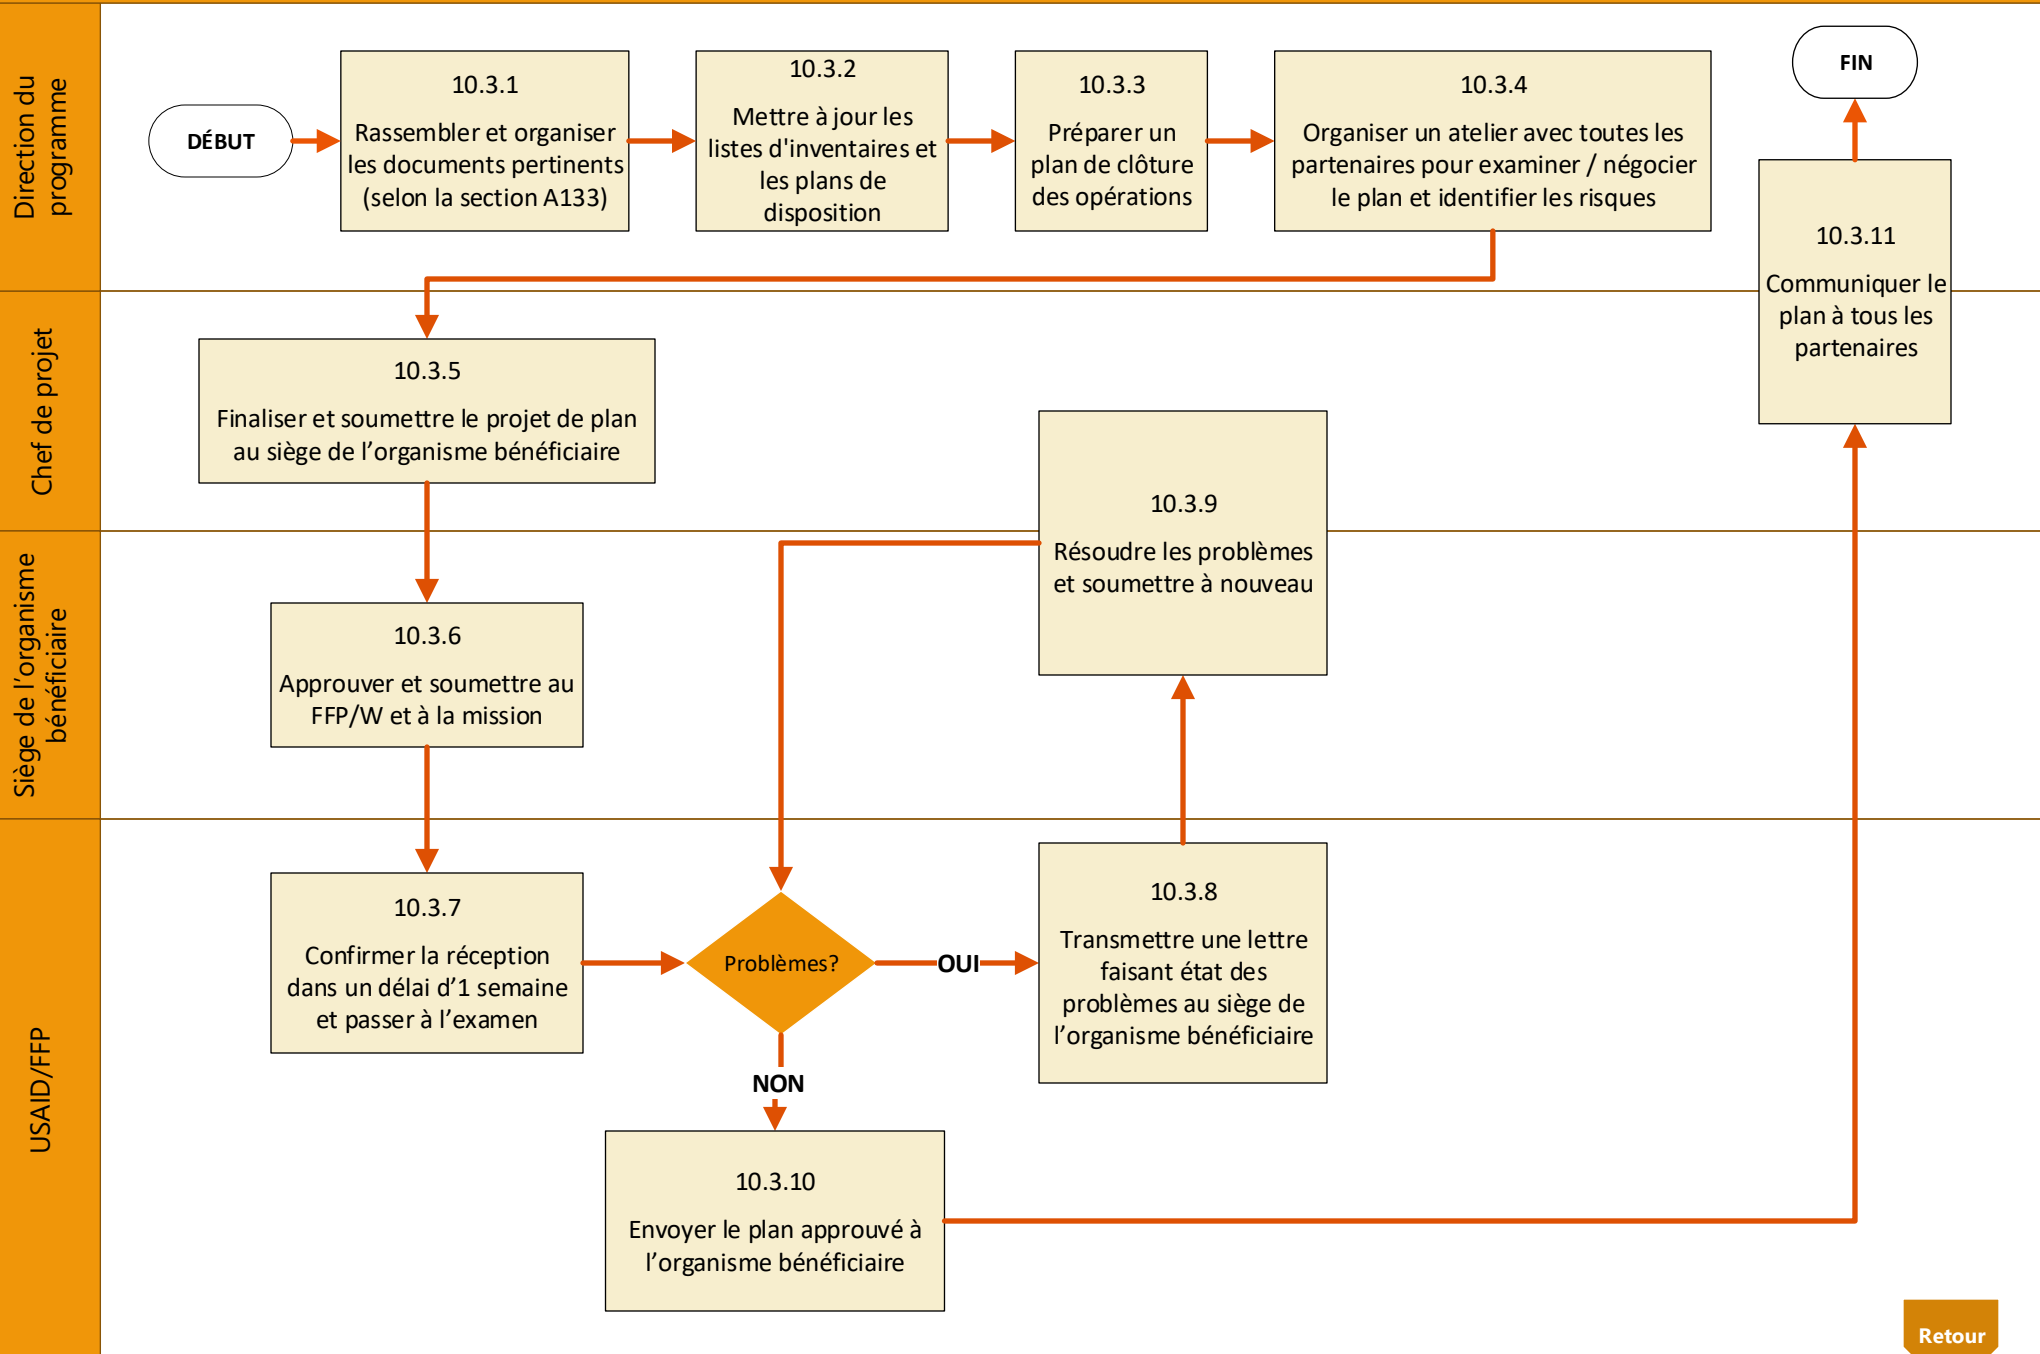 Direction du
programme
DÉBUT
10.3.1
Rassembler et organiser
les documents pertinents
(selon la section A133)
10.3.2
Mettre à jour les
listes d'inventaires et
les plans de
disposition
10.3.3
Préparer un
plan de clôture
des opérations
10.3.4
Organiser un atelier avec toutes les
partenaires pour examiner / négocier
le plan et identifier les risques
FIN
10.3.11
Communiquer le
plan à tous les
partenaires
Chef de projet
10.3.5
Finaliser et soumettre le projet de plan
au siège de l’organisme bénéficiaire
Siège de l’organisme
bénéficiaire
10.3.9
Résoudre les problèmes
et soumettre à nouveau
10.3.6
Approuver et soumettre au
FFP/W et à la mission
USAID/FFP
10.3.7
Confirmer la réception
dans un délai d’1 semaine
et passer à l’examen
Problèmes?
OUI
10.3.8
Transmettre une lettre
faisant état des
problèmes au siège de
l’organisme bénéficiaire
NON
10.3.10
Envoyer le plan approuvé à
l’organisme bénéficiaire
Retour